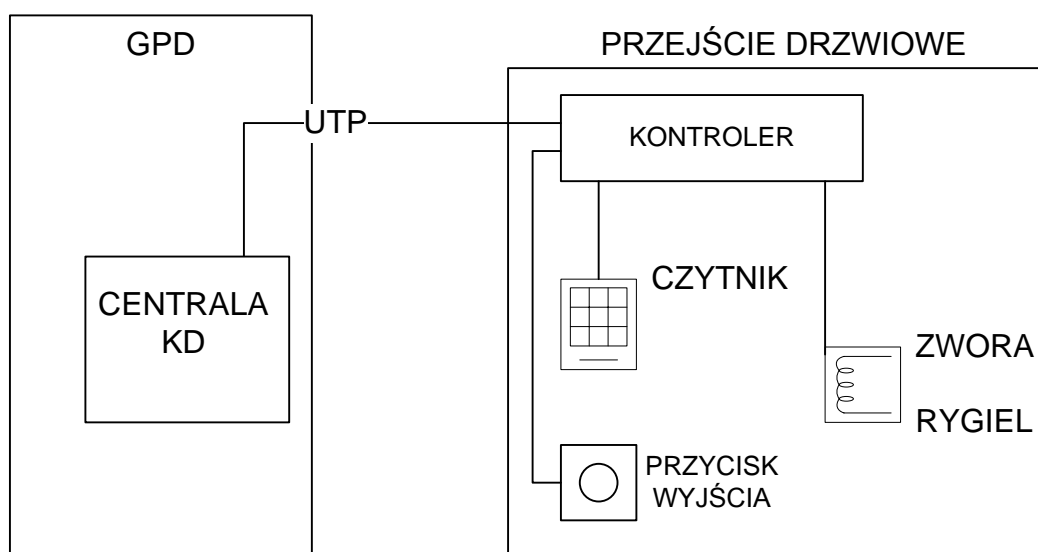 GPD
PRZEJŚCIE DRZWIOWE
UTP
KONTROLER
CENTRALA
KD
CZYTNIK
ZWORA
RYGIEL
PRZYCISK
WYJŚCIA